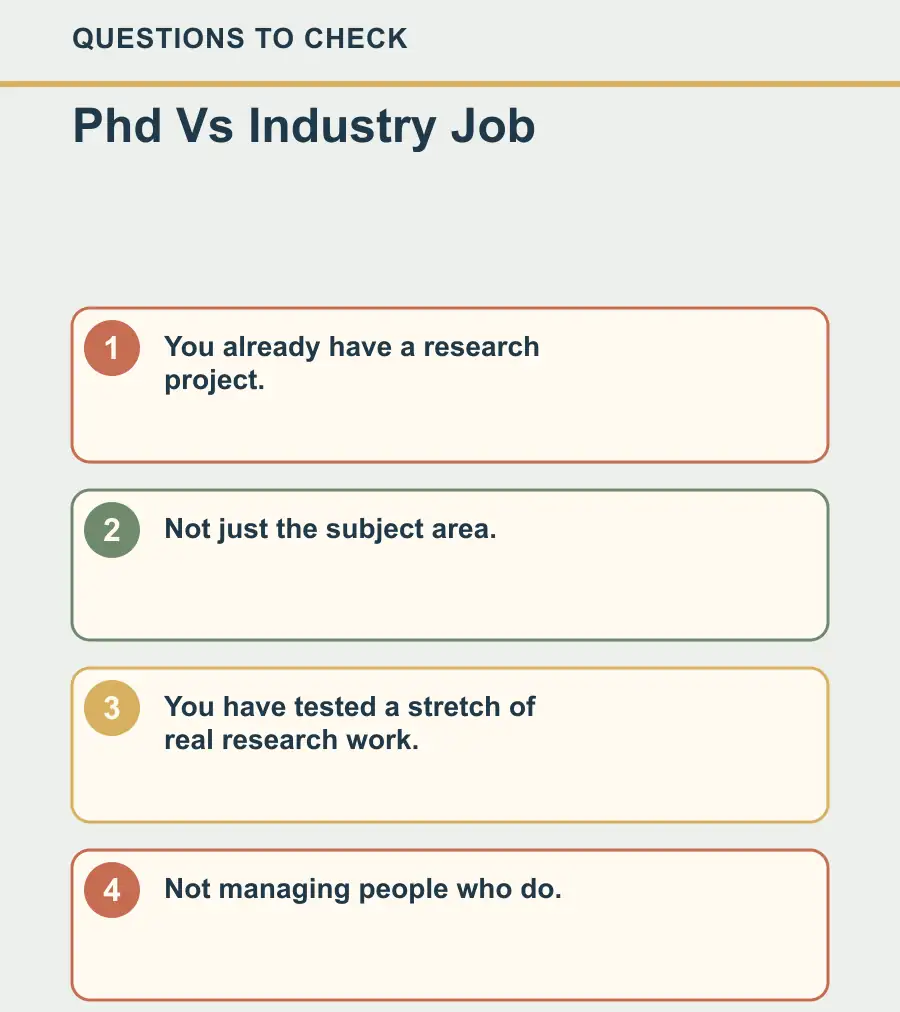 QUESTIONS TO CHECK
Phd Vs Industry Job
1
You already have a research
project.
2
Not just the subject area.
3
You have tested a stretch of
real research work.
4
Not managing people who do.